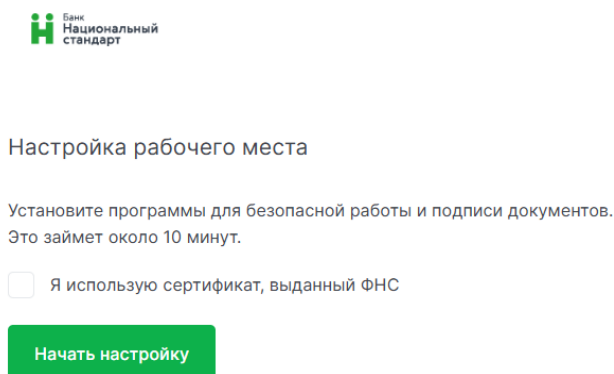 Банк
Национальный
стандарт
Настройка рабочего места
Установите программы для безопасной работы и подписи документов.
Это займет около 10 минут.
Я использую сертификат, выданный ФНС
Начать настройку